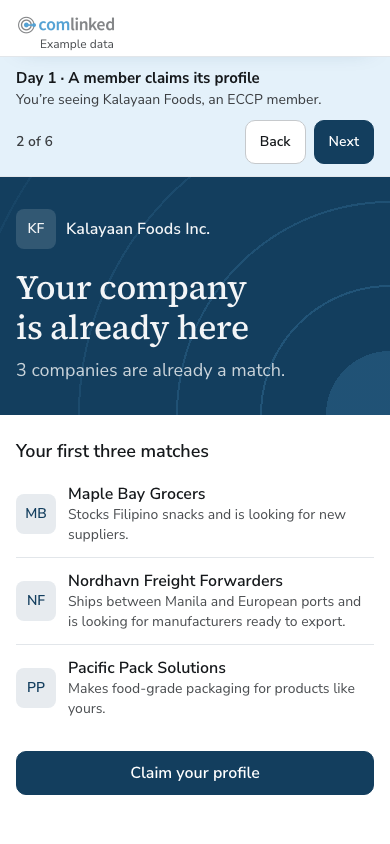 comlinked
Example data
Day 1 · A member claims its profile
You’re seeing Kalayaan Foods, an ECCP member.
2 of 6
Back
Next
KF
Kalayaan Foods Inc.
Your company
is already here
3 companies are already a match.
Your first three matches
MB
Maple Bay Grocers
Stocks Filipino snacks and is looking for new
suppliers.
NF
Nordhavn Freight Forwarders
Ships between Manila and European ports and
is looking for manufacturers ready to export.
PP
Pacific Pack Solutions
Makes food-grade packaging for products like
yours.
Claim your profile